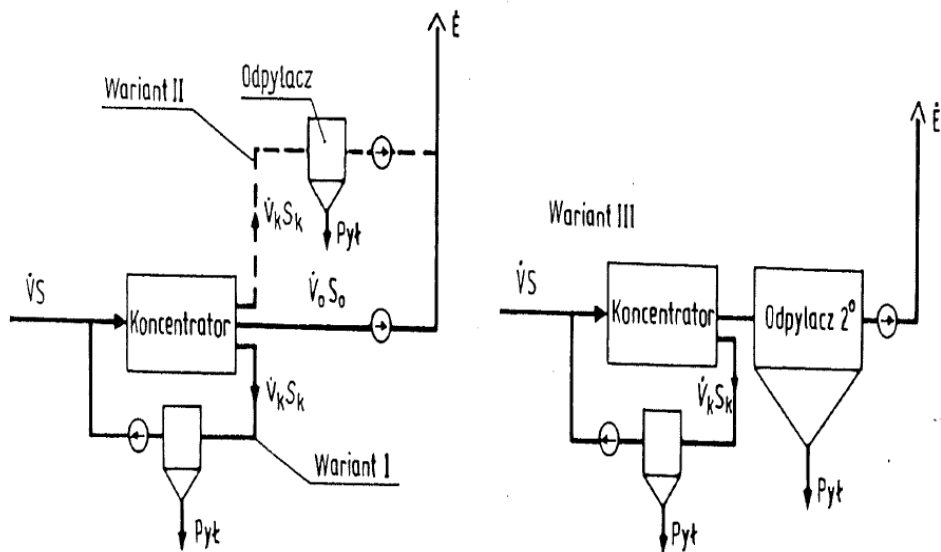 Ė
Odpylacz
Wariant II
V̇ₖSₖ
Pył
V̇S
Koncentrator
V̇ₒSₒ
V̇ₖSₖ
Wariant I
Pył
Ė
Wariant III
V̇S
Koncentrator
Odpylacz 2°
V̇ₖSₖ
Pył
Pył